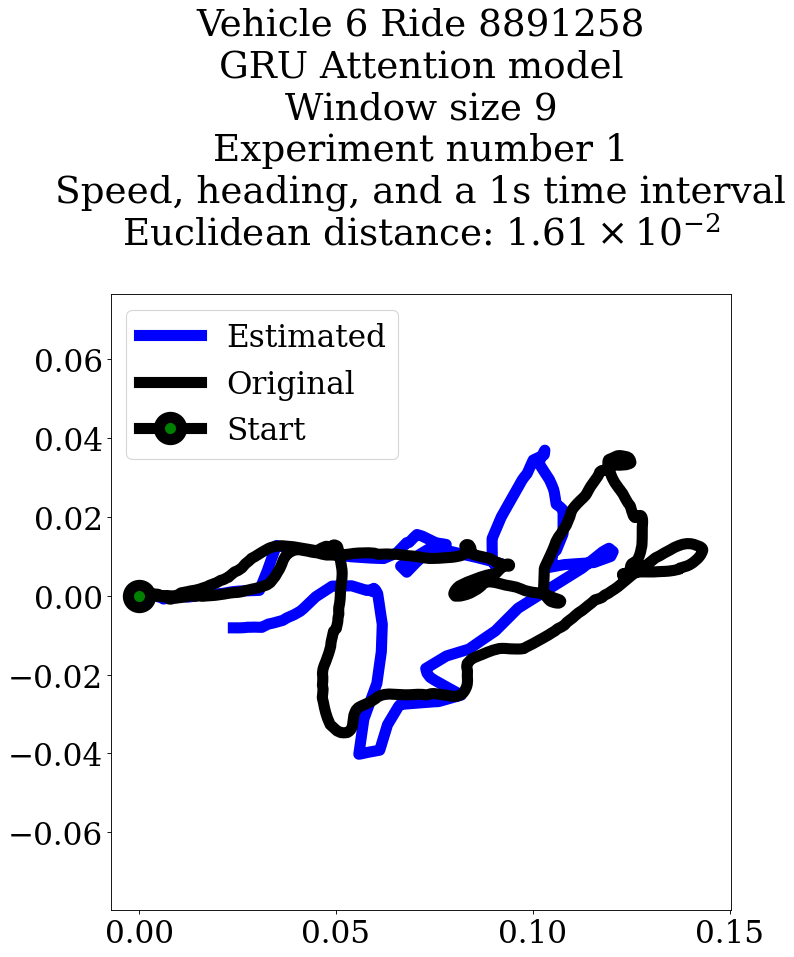 Vehicle 6 Ride 8891258
GRU Attention model
Window size 9
Experiment number 1
Speed, heading, and a 1s time interval
Euclidean distance: 1.61 × 10⁻²
Estimated
Original
Start
0.06
0.04
0.02
0.00
−0.02
−0.04
−0.06
0.00 0.05 0.10 0.15